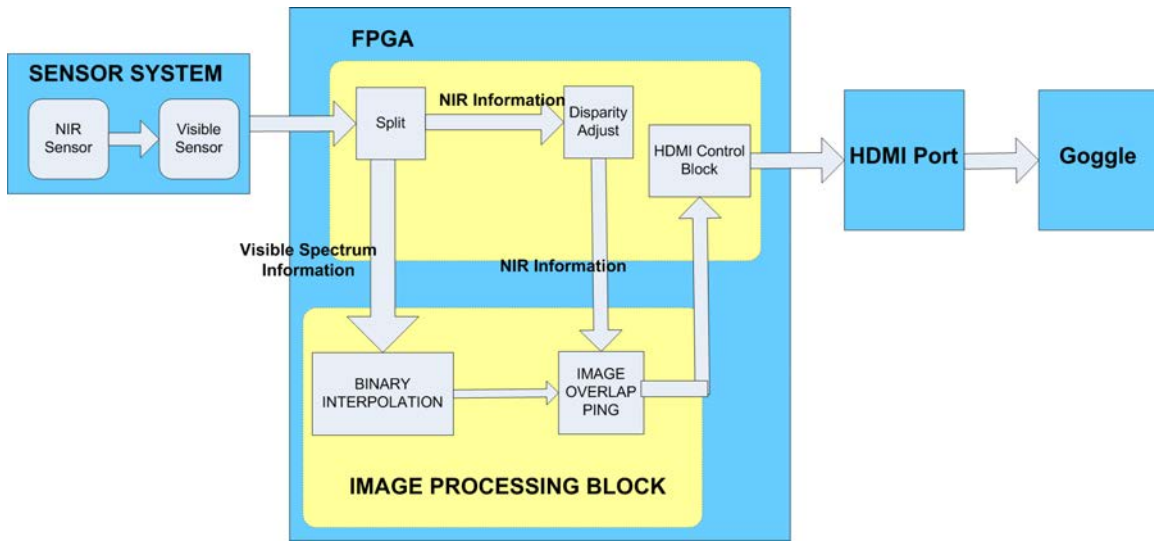 FPGA
SENSOR SYSTEM
NIR
Sensor
Visible
Sensor
Split
NIR Information
Disparity
Adjust
HDMI Control
Block
HDMI Port
Goggle
Visible Spectrum
Information
NIR Information
BINARY
INTERPOLATION
IMAGE
OVERLAP
PING
IMAGE PROCESSING BLOCK